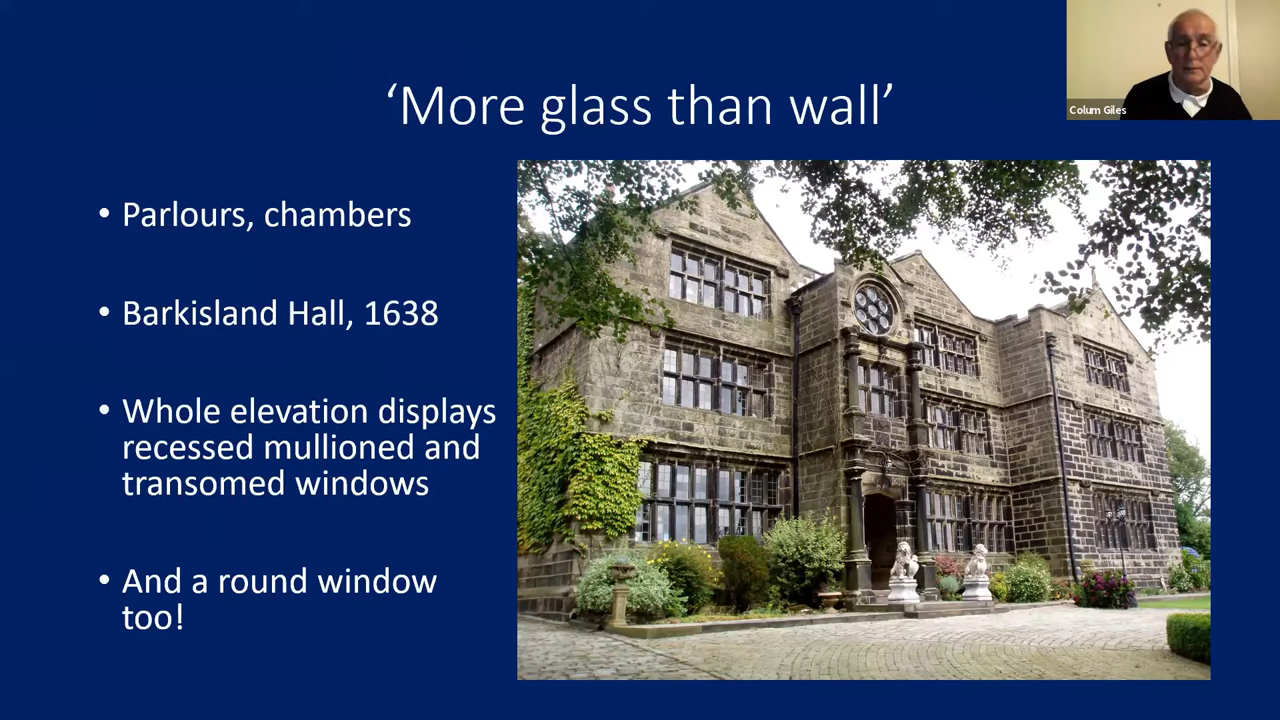 ‘More glass than wall’
Colum Giles
• Parlours, chambers
• Barkisland Hall, 1638
• Whole elevation displays
recessed mullioned and
transomed windows
• And a round window
too!